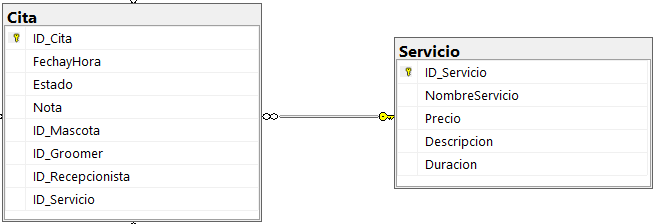 Cita
ID_Cita
FechayHora
Estado
Nota
ID_Mascota
ID_Groomer
ID_Recepcionista
ID_Servicio
Servicio
ID_Servicio
NombreServicio
Precio
Descripcion
Duracion